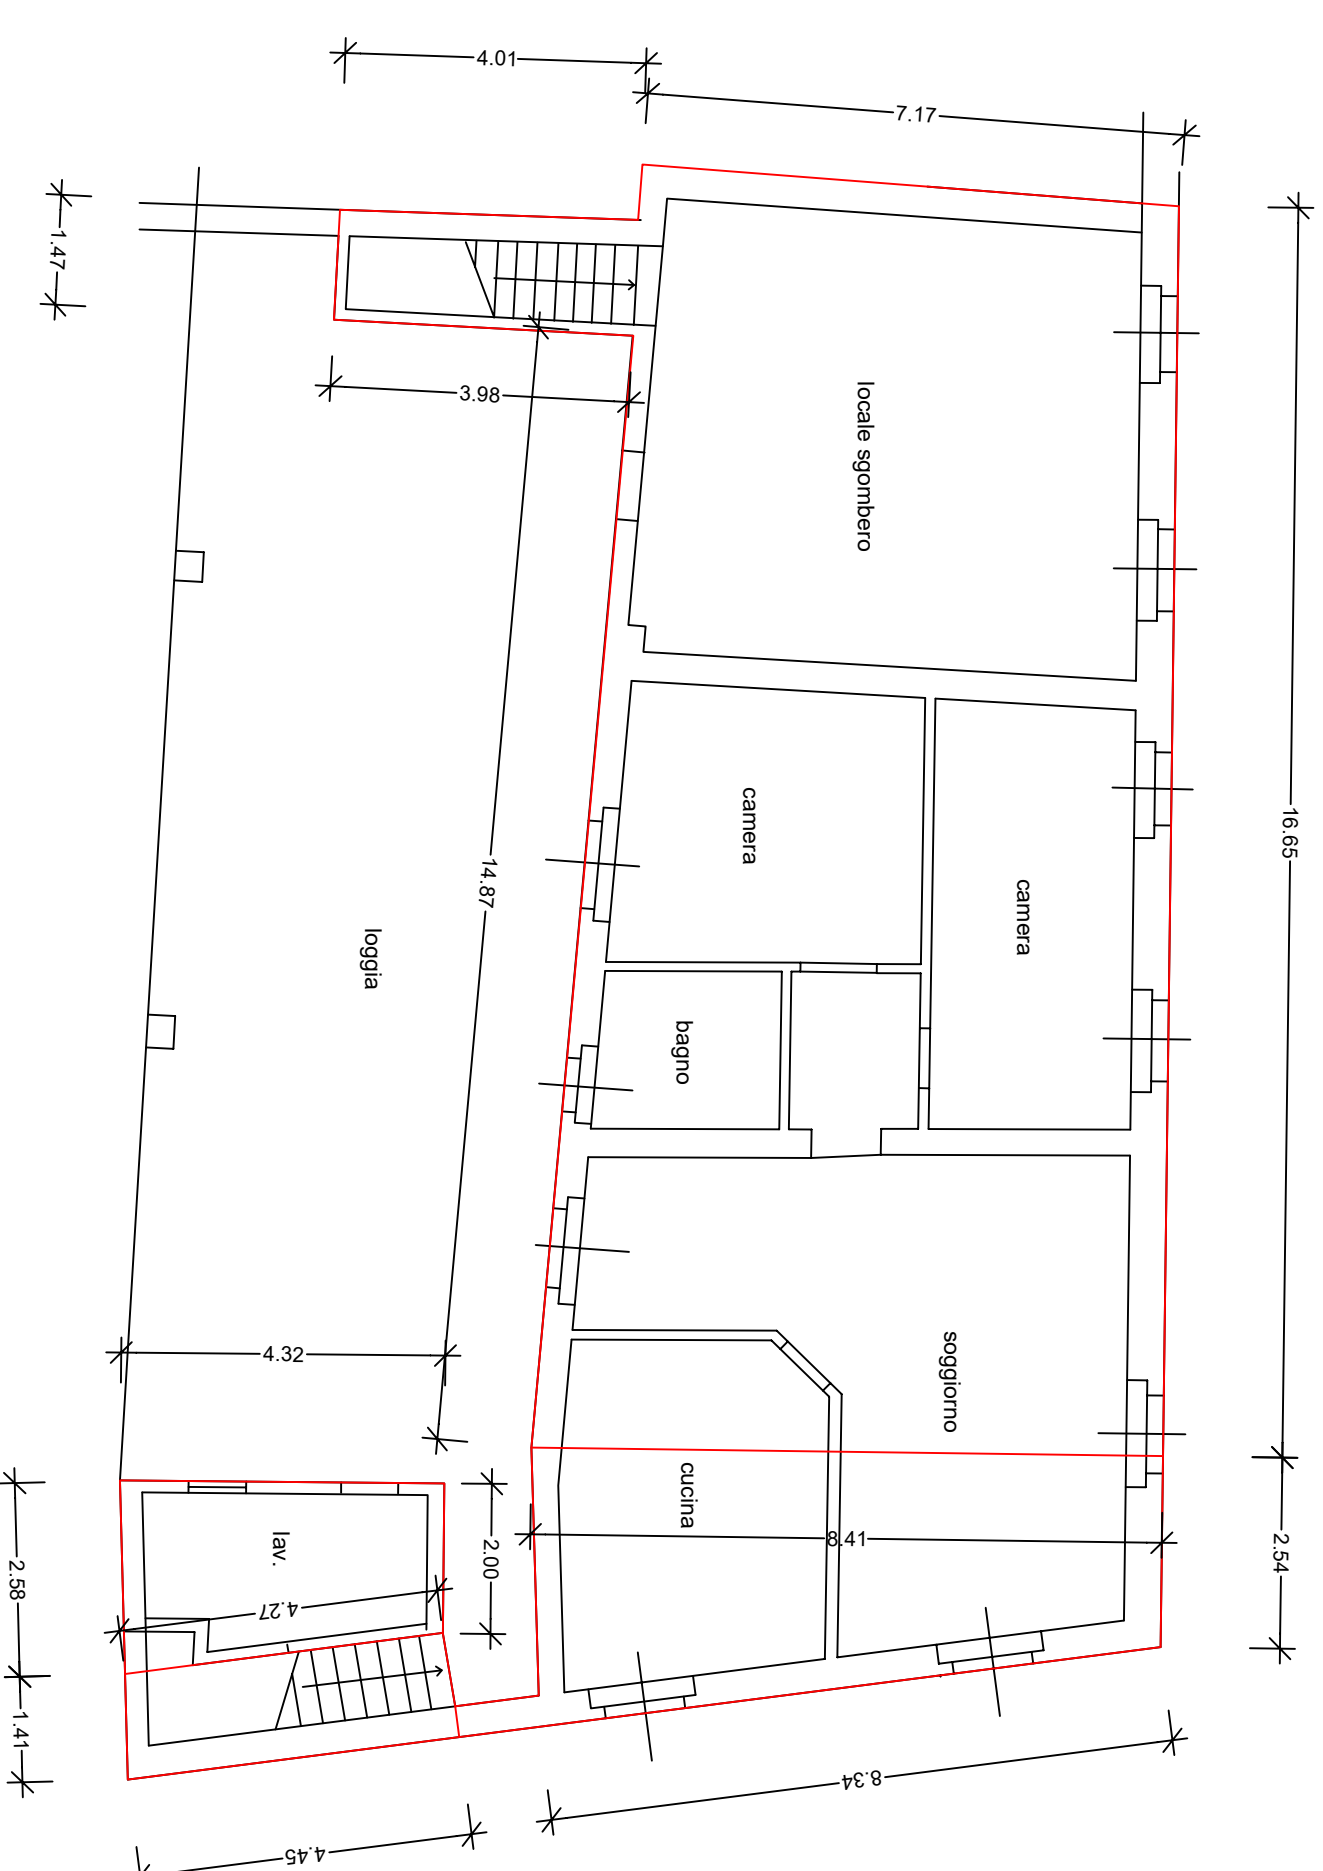 4.01
7.17
1.47
3.98
locale sgombero
16.65
camera
camera
14.87
loggia
bagno
soggiorno
4.32
cucina
8.41
2.54
2.00
lav.
2.58
4.27
1.41
8.34
4.45